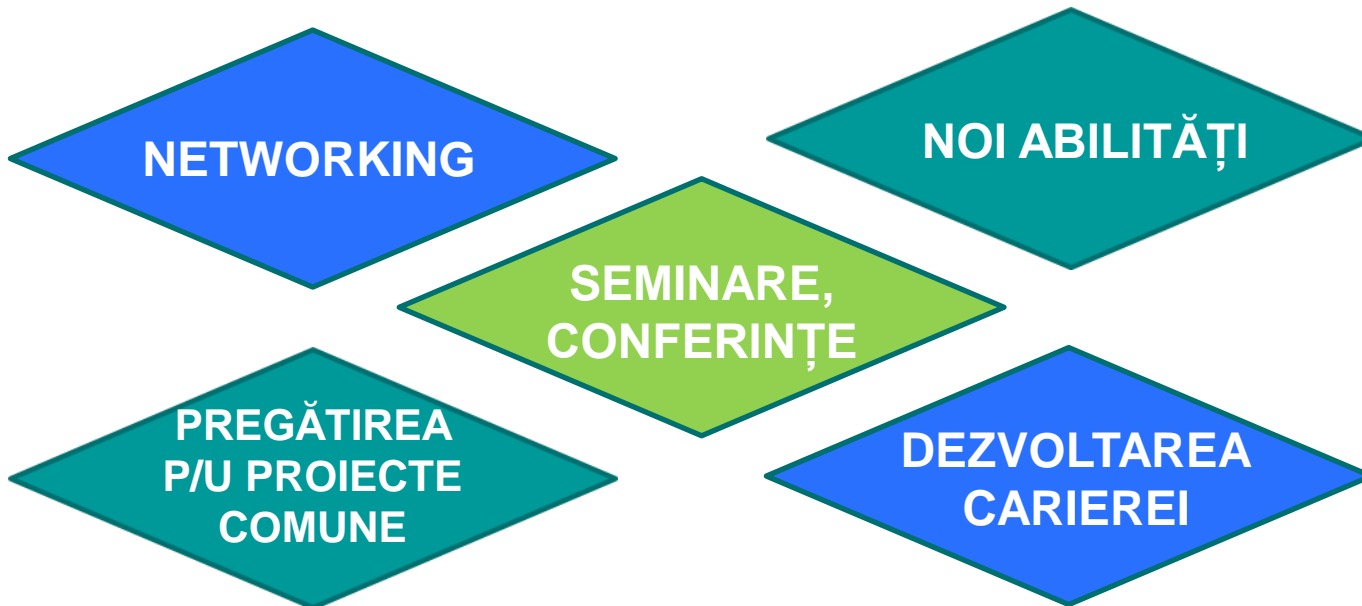 NETWORKING
NOI ABILITĂȚI
SEMINARE,
CONFERINȚE
PREGĂTIREA
P/U PROIECTE
COMUNE
DEZVOLTAREA
CARIEREI